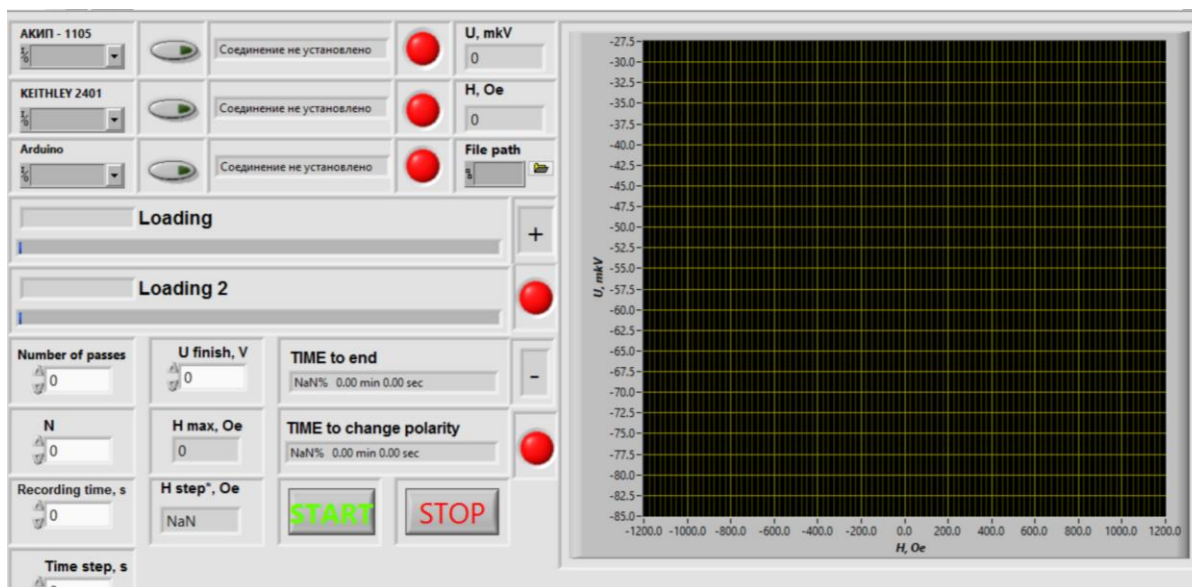 АКИП - 1105
Соединение не установлено
U, mkV
0
KEITHLEY 2401
Соединение не установлено
H, Oe
0
Arduino
Соединение не установлено
File path
Loading
+
Loading 2
Number of passes
0
U finish, V
0
TIME to end
NaN% 0.00 min 0.00 sec
-
N
0
H max, Oe
0
TIME to change polarity
NaN% 0.00 min 0.00 sec
Recording time, s
0
H step*, Oe
NaN
START
STOP
Time step, s
U, mkV
-27.5
-30.0
-32.5
-35.0
-37.5
-40.0
-42.5
-45.0
-47.5
-50.0
-52.5
-55.0
-57.5
-60.0
-62.5
-65.0
-67.5
-70.0
-72.5
-75.0
-77.5
-80.0
-82.5
-85.0
-1200.0 -1000.0 -800.0 -600.0 -400.0 -200.0 0.0 200.0 400.0 600.0 800.0 1000.0 1200.0
H, Oe